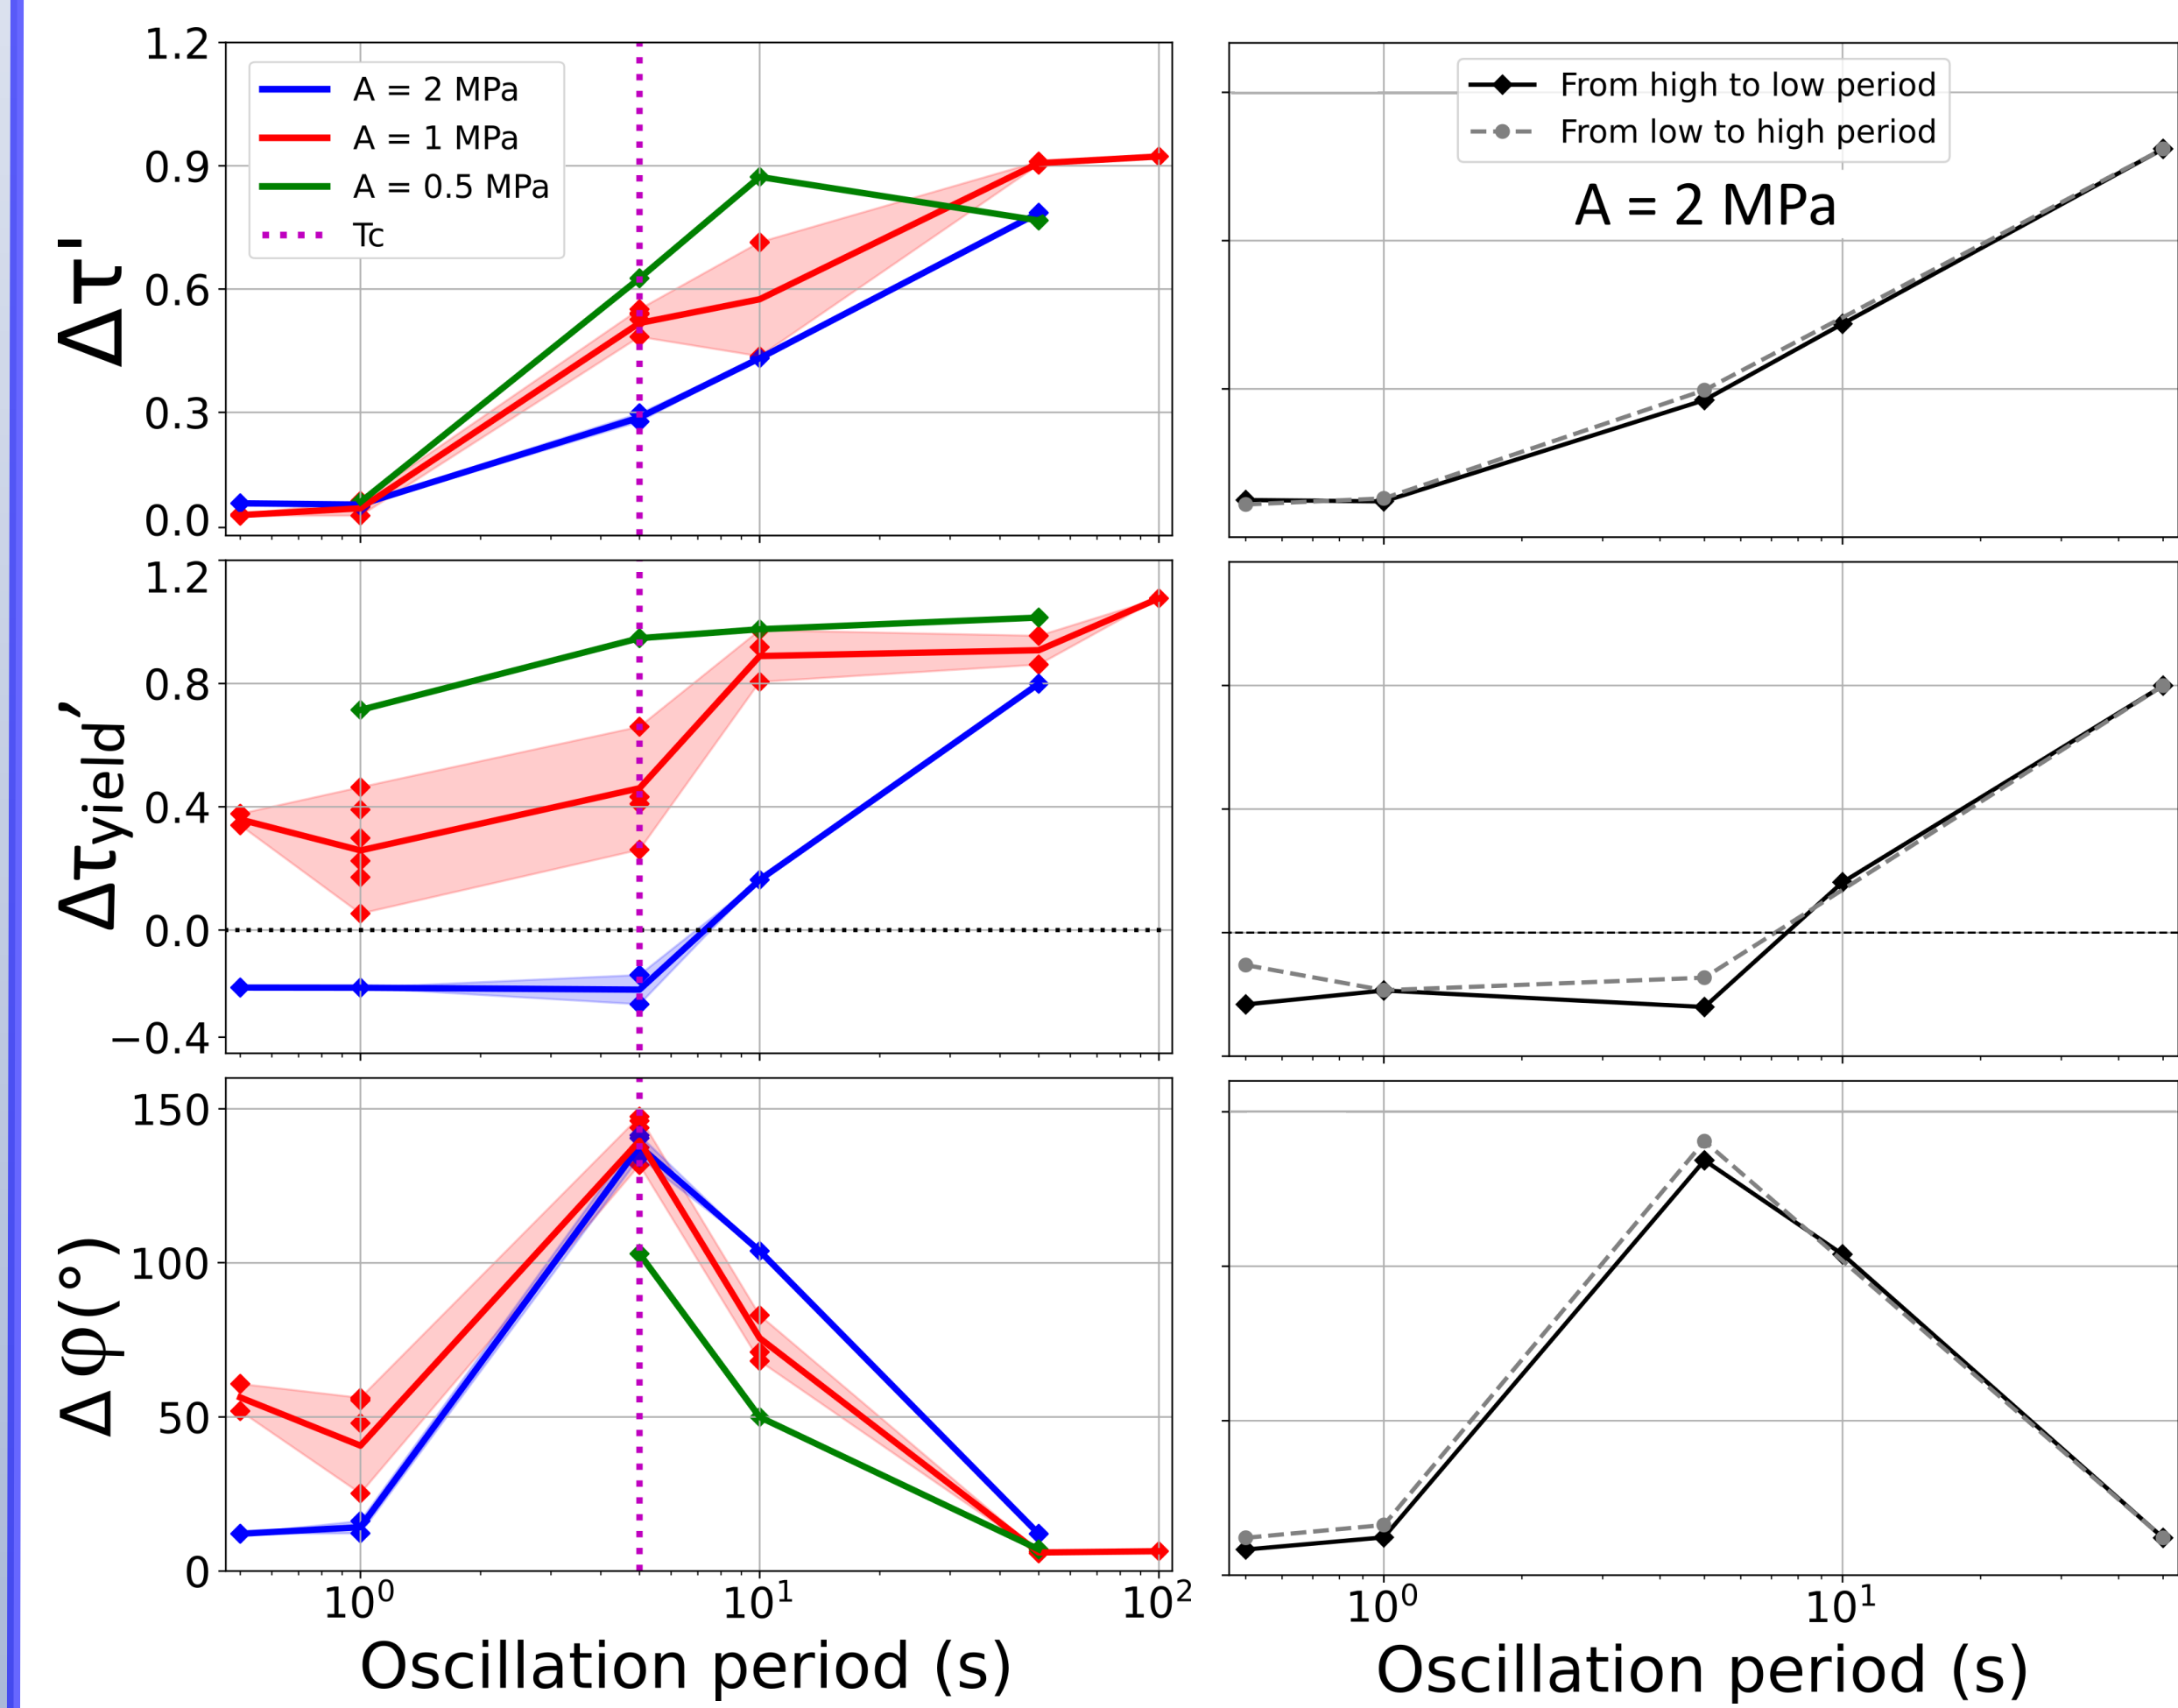 1.2
0.9
0.6
0.3
0.0
Δτ'
A = 2 MPa
A = 1 MPa
A = 0.5 MPa
Tc
From high to low period
From low to high period
A = 2 MPa
1.2
0.8
0.4
0.0
−0.4
Δτyield’
150
100
50
0
Δ φ(°)
10⁰
10¹
10²
Oscillation period (s)
10⁰
10¹
Oscillation period (s)